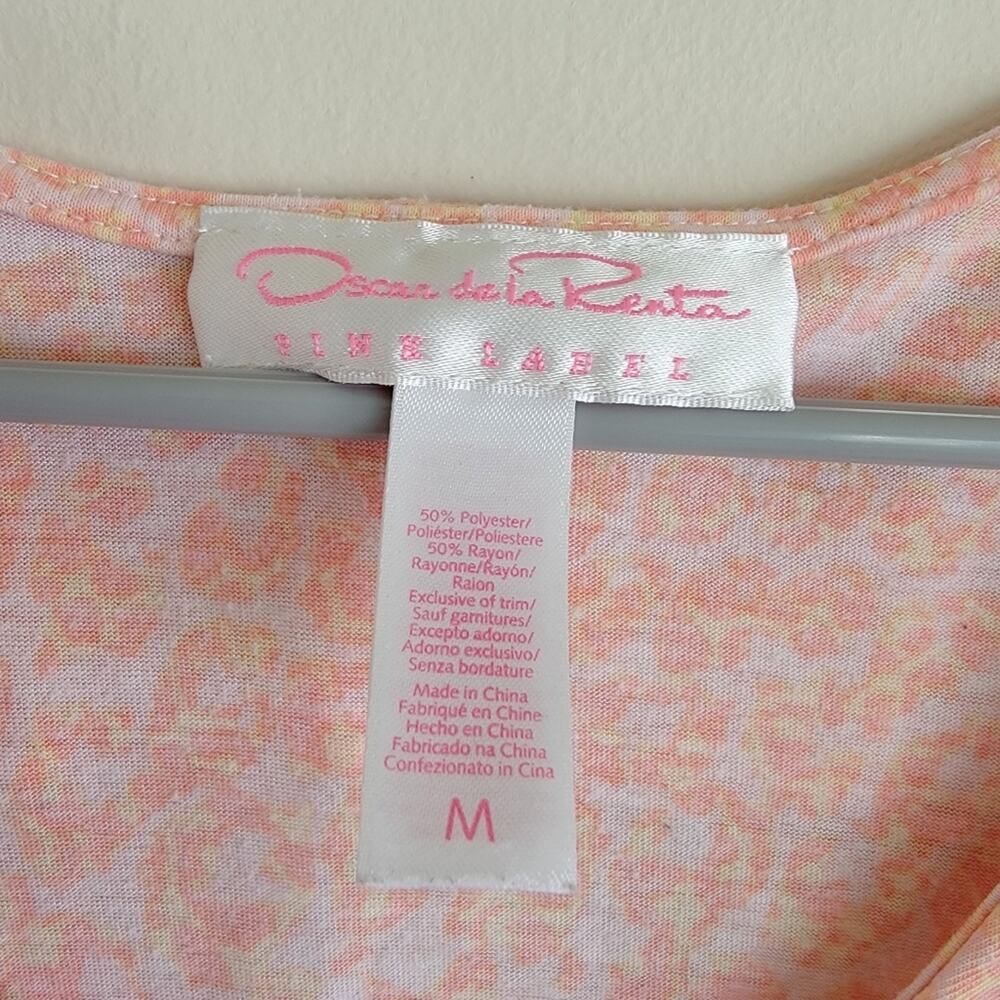 Oscar de la Renta
PINK LABEL
50% Polyester/
Poliéster/Poliestere
50% Rayon/
Rayonne/Rayón/
Raion
Exclusive of trim/
Sauf garnitures/
Excepto adorno/
Adorno exclusivo/
Senza bordature
Made in China
Fabriqué en Chine
Hecho en China
Fabricado na China
Confezionato in Cina
M